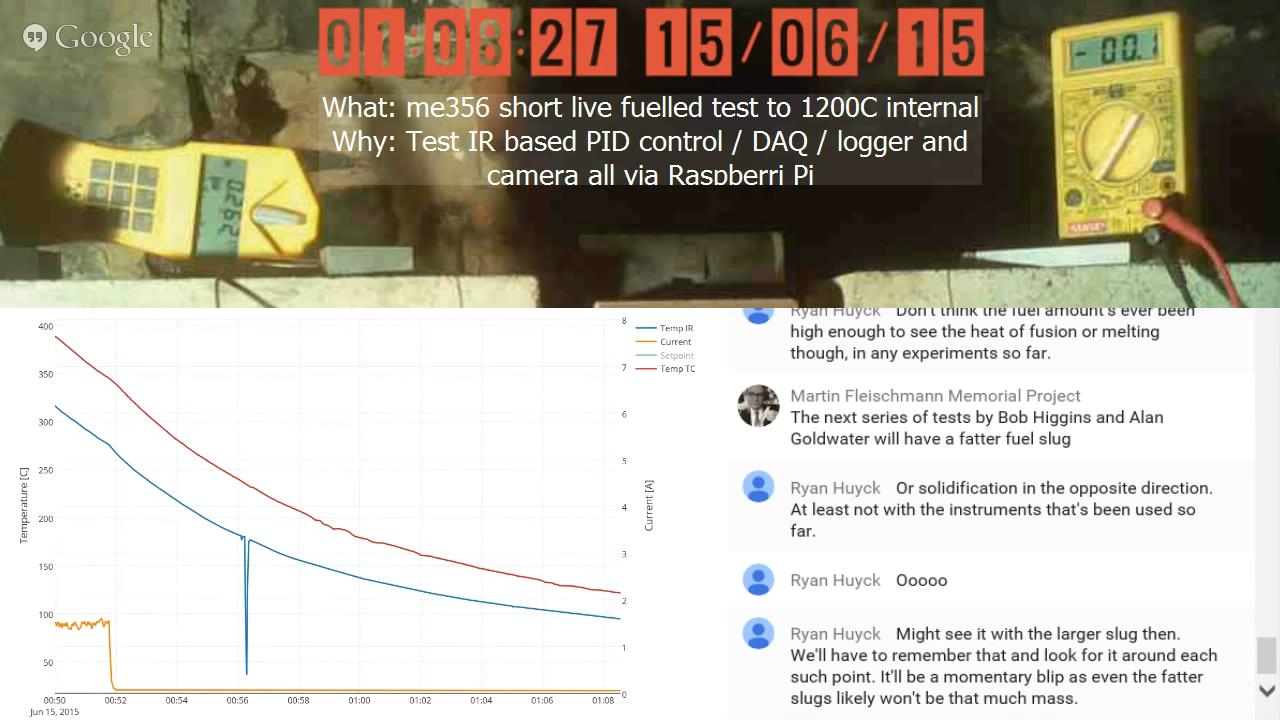 Google
01:08:27 15/06/15
- 00.1
What: me356 short live fuelled test to 1200C internal
Why: Test IR based PID control / DAQ / logger and
camera all via Raspberri Pi
SENSE
Ryan Huyck Don't think the fuel amount's ever been
high enough to see the heat of fusion or melting
though, in any experiments so far.
Martin Fleischmann Memorial Project
The next series of tests by Bob Higgins and Alan
Goldwater will have a fatter fuel slug
Ryan Huyck Or solidification in the opposite direction.
At least not with the instruments that's been used so
far.
Ryan Huyck Ooooo
Ryan Huyck Might see it with the larger slug then.
We'll have to remember that and look for it around each
such point. It'll be a momentary blip as even the fatter
slugs likely won't be that much mass.
Temp IR
Current
Setpoint
Temp TC
Temperature [C]
400
350
300
250
200
150
100
50
Current [A]
8
7
6
5
4
3
2
1
0
00:50 00:52 00:54 00:56 00:58 01:00 01:02 01:04 01:06 01:08
Jun 15, 2015